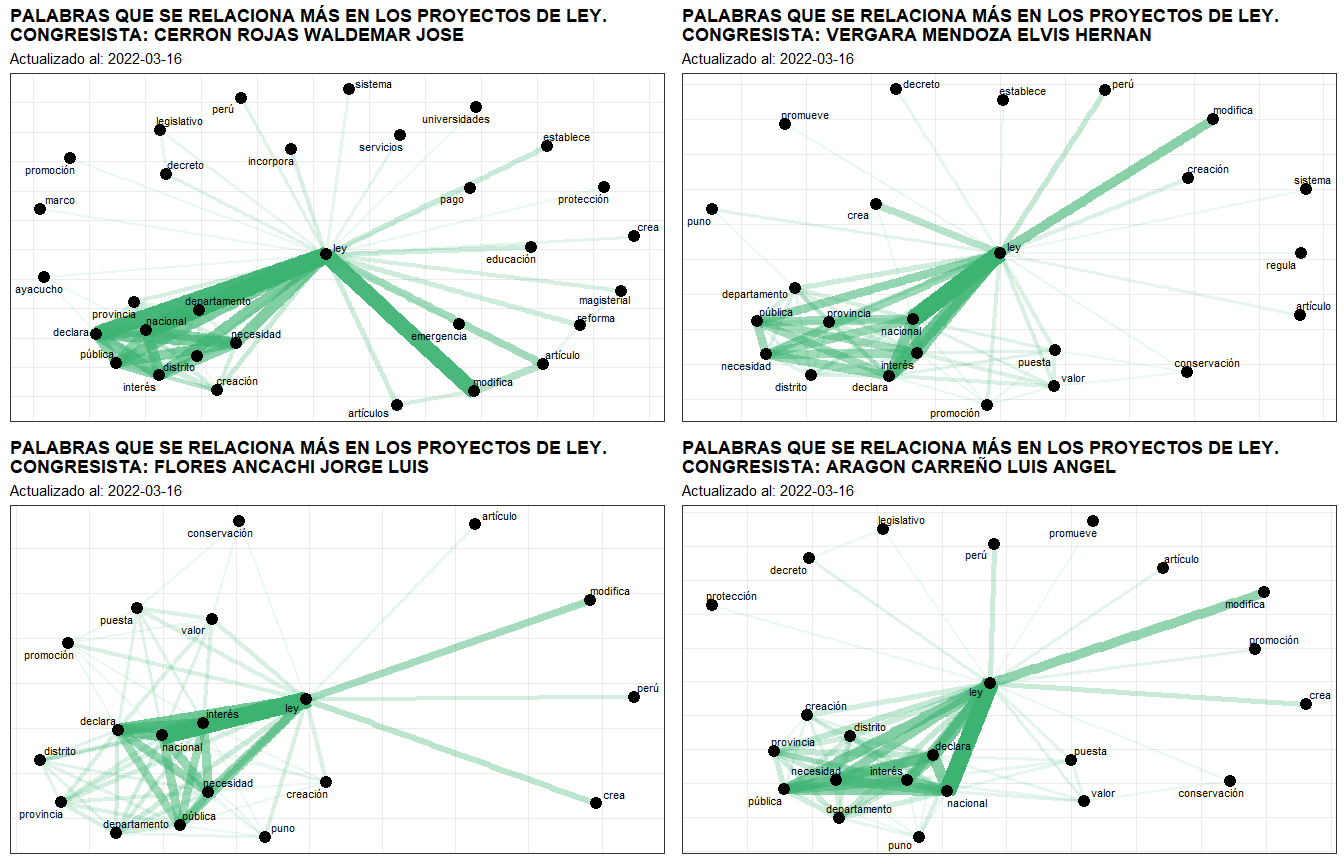 PALABRAS QUE SE RELACIONA MÁS EN LOS PROYECTOS DE LEY.
CONGRESISTA: CERRON ROJAS WALDEMAR JOSE
Actualizado al: 2022-03-16
sistema
perú
universidades
legislativo
servicios
establece
incorpora
decreto
promoción
pago
protección
marco
crea
ley
educación
ayacucho
magisterial
departamento
provincia
nacional
reforma
declara
necesidad
emergencia
pública
distrito
artículo
interés
creación
modifica
artículos
PALABRAS QUE SE RELACIONA MÁS EN LOS PROYECTOS DE LEY.
CONGRESISTA: VERGARA MENDOZA ELVIS HERNAN
Actualizado al: 2022-03-16
decreto
perú
establece
modifica
promueve
creación
sistema
crea
puno
ley
regula
departamento
artículo
pública
provincia
nacional
necesidad
interés
puesta
conservación
distrito
declara
valor
promoción
PALABRAS QUE SE RELACIONA MÁS EN LOS PROYECTOS DE LEY.
CONGRESISTA: FLORES ANCACHI JORGE LUIS
Actualizado al: 2022-03-16
artículo
conservación
modifica
puesta
valor
promoción
perú
ley
interés
declara
nacional
distrito
necesidad
creación
crea
provincia
pública
departamento
puno
PALABRAS QUE SE RELACIONA MÁS EN LOS PROYECTOS DE LEY.
CONGRESISTA: ARAGON CARREÑO LUIS ANGEL
Actualizado al: 2022-03-16
legislativo
promueve
perú
artículo
decreto
protección
modifica
promoción
ley
crea
creación
distrito
provincia
declara
puesta
necesidad
interés
conservación
pública
nacional
valor
departamento
puno